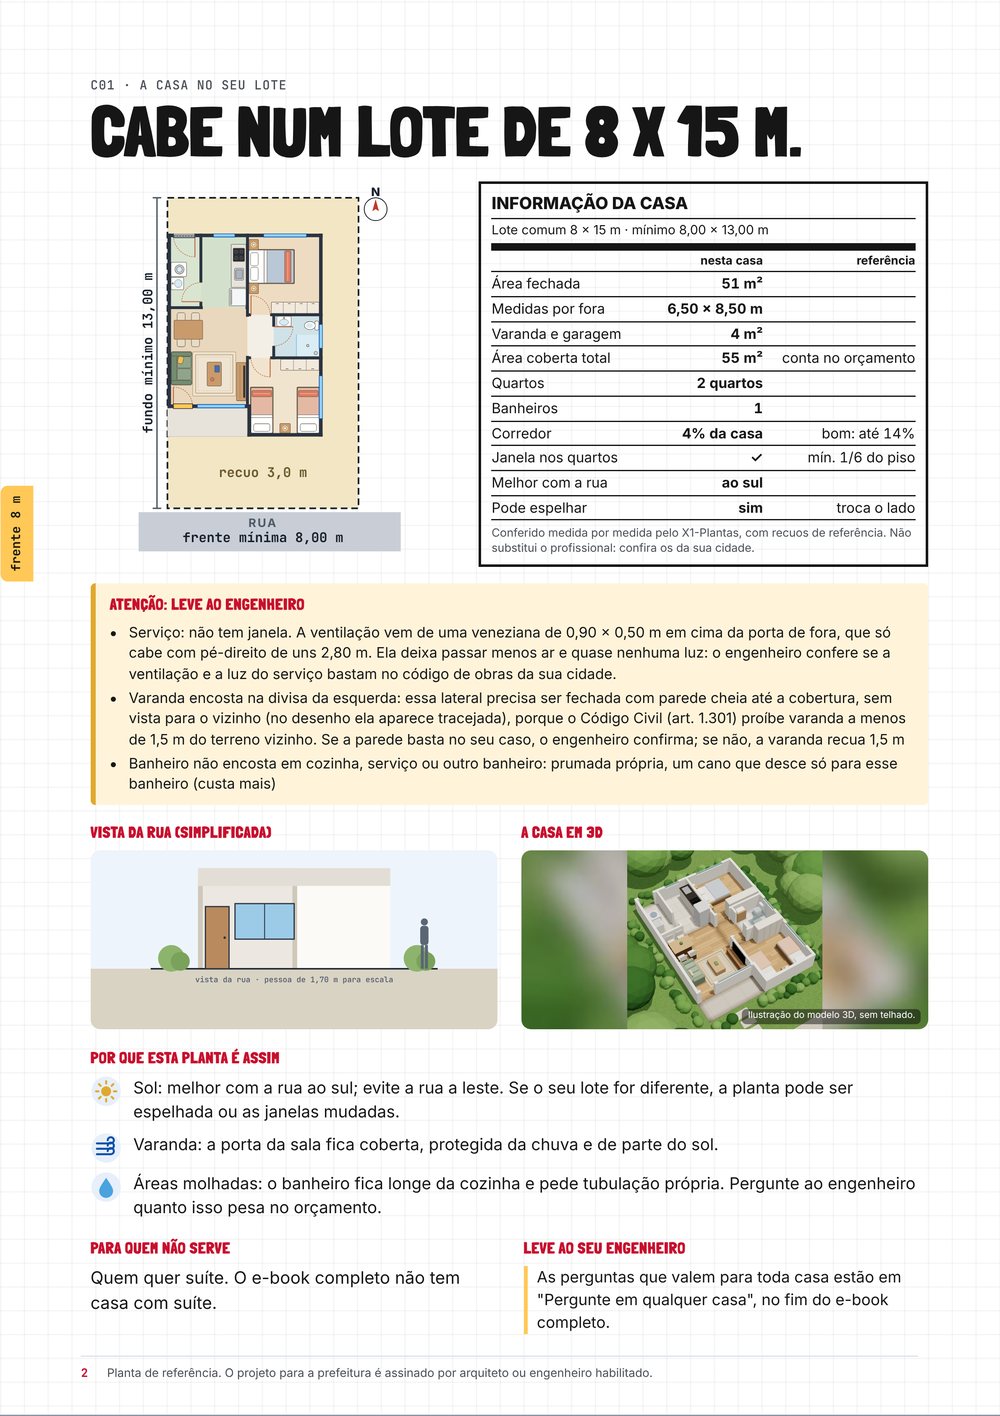 C01 · A CASA NO SEU LOTE
CABE NUM LOTE DE 8 X 15 M.
N
fundo mínimo 13,00 m
recuo 3,0 m
RUA
frente mínima 8,00 m
frente 8 m
INFORMAÇÃO DA CASA
Lote comum 8 × 15 m · mínimo 8,00 × 13,00 m
nesta casa referência
Área fechada 51 m²
Medidas por fora 6,50 × 8,50 m
Varanda e garagem 4 m²
Área coberta total 55 m² conta no orçamento
Quartos 2 quartos
Banheiros 1
Corredor 4% da casa bom: até 14%
Janela nos quartos ✓ mín. 1/6 do piso
Melhor com a rua ao sul
Pode espelhar sim troca o lado
Conferido medida por medida pelo X1-Plantas, com recuos de referência. Não
substitui o profissional: confira os da sua cidade.
ATENÇÃO: LEVE AO ENGENHEIRO
• Serviço: não tem janela. A ventilação vem de uma veneziana de 0,90 × 0,50 m em cima da porta de fora, que só
cabe com pé-direito de uns 2,80 m. Ela deixa passar menos ar e quase nenhuma luz: o engenheiro confere se a
ventilação e a luz do serviço bastam no código de obras da sua cidade.
• Varanda encosta na divisa da esquerda: essa lateral precisa ser fechada com parede cheia até a cobertura, sem
vista para o vizinho (no desenho ela aparece tracejada), porque o Código Civil (art. 1.301) proíbe varanda a menos
de 1,5 m do terreno vizinho. Se a parede basta no seu caso, o engenheiro confirma; se não, a varanda recua 1,5 m
• Banheiro não encosta em cozinha, serviço ou outro banheiro: prumada própria, um cano que desce só para esse
banheiro (custa mais)
VISTA DA RUA (SIMPLIFICADA)
vista da rua · pessoa de 1,70 m para escala
A CASA EM 3D
Ilustração do modelo 3D, sem telhado.
POR QUE ESTA PLANTA É ASSIM
Sol: melhor com a rua ao sul; evite a rua a leste. Se o seu lote for diferente, a planta pode ser
espelhada ou as janelas mudadas.
Varanda: a porta da sala fica coberta, protegida da chuva e de parte do sol.
Áreas molhadas: o banheiro fica longe da cozinha e pede tubulação própria. Pergunte ao engenheiro
quanto isso pesa no orçamento.
PARA QUEM NÃO SERVE
Quem quer suíte. O e-book completo não tem
casa com suíte.
LEVE AO SEU ENGENHEIRO
As perguntas que valem para toda casa estão em
"Pergunte em qualquer casa", no fim do e-book
completo.
2 Planta de referência. O projeto para a prefeitura é assinado por arquiteto ou engenheiro habilitado.